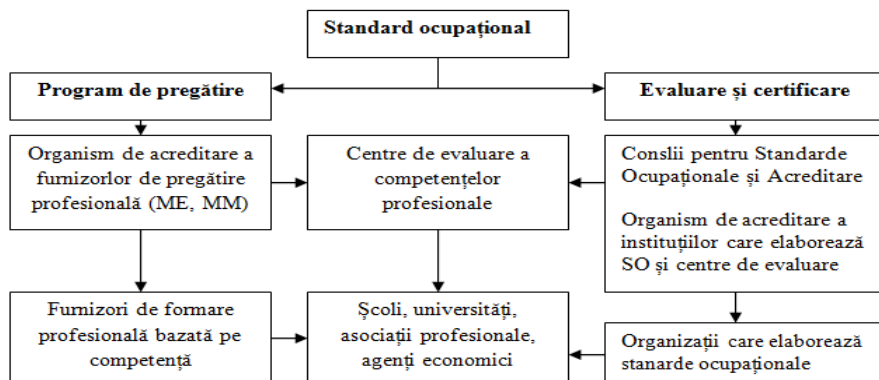 Standard ocupațional
Program de pregătire
Evaluare și certificare
Organism de acreditare a
furnizorlor de pregătire
profesională (ME, MM)
Centre de evaluare a
competențelor
profesionale
Conslii pentru Standarde
Ocupaționale și Acreditare
Organism de acreditare a
instituțiilor care elaborează
SO și centre de evaluare
Furnizori de formare
profesională bazată pe
competență
Școli, universități,
asociații profesionale,
agenți economici
Organizații care elaborează
stanarde ocupaționale